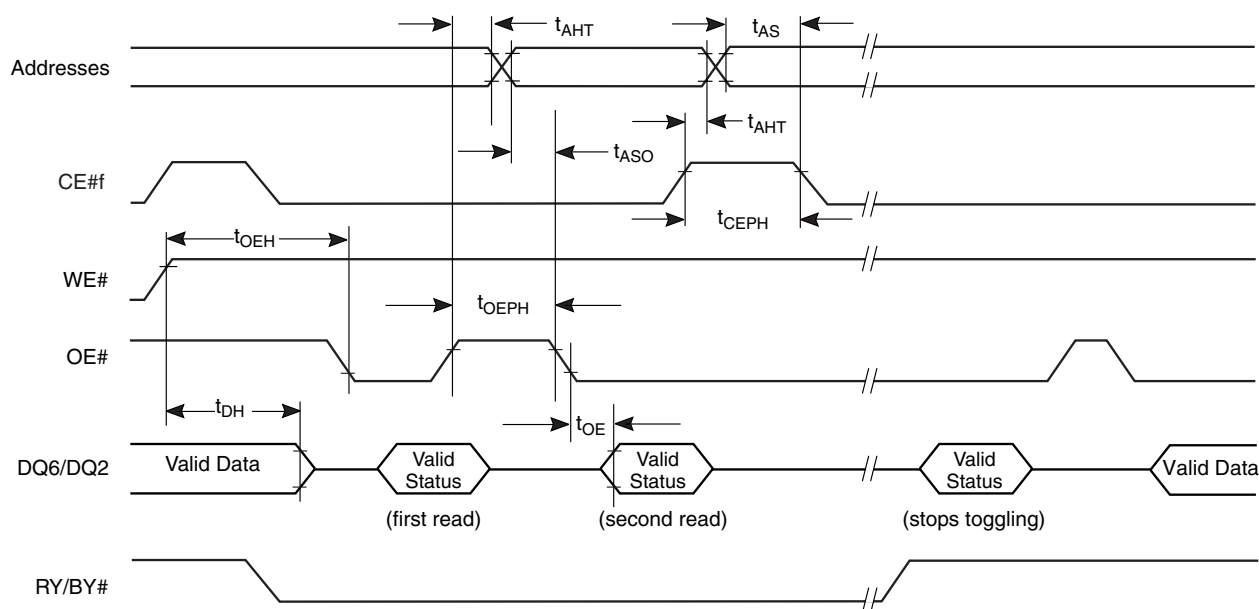 tAHT
tAS
Addresses
tAHT
tASO
CE#f
tCEPH
tOEH
WE#
tOEPH
OE#
tDH
tOE
DQ6/DQ2
Valid Data
Valid
Status
Valid
Status
Valid
Status
Valid Data
(first read)
(second read)
(stops toggling)
RY/BY#